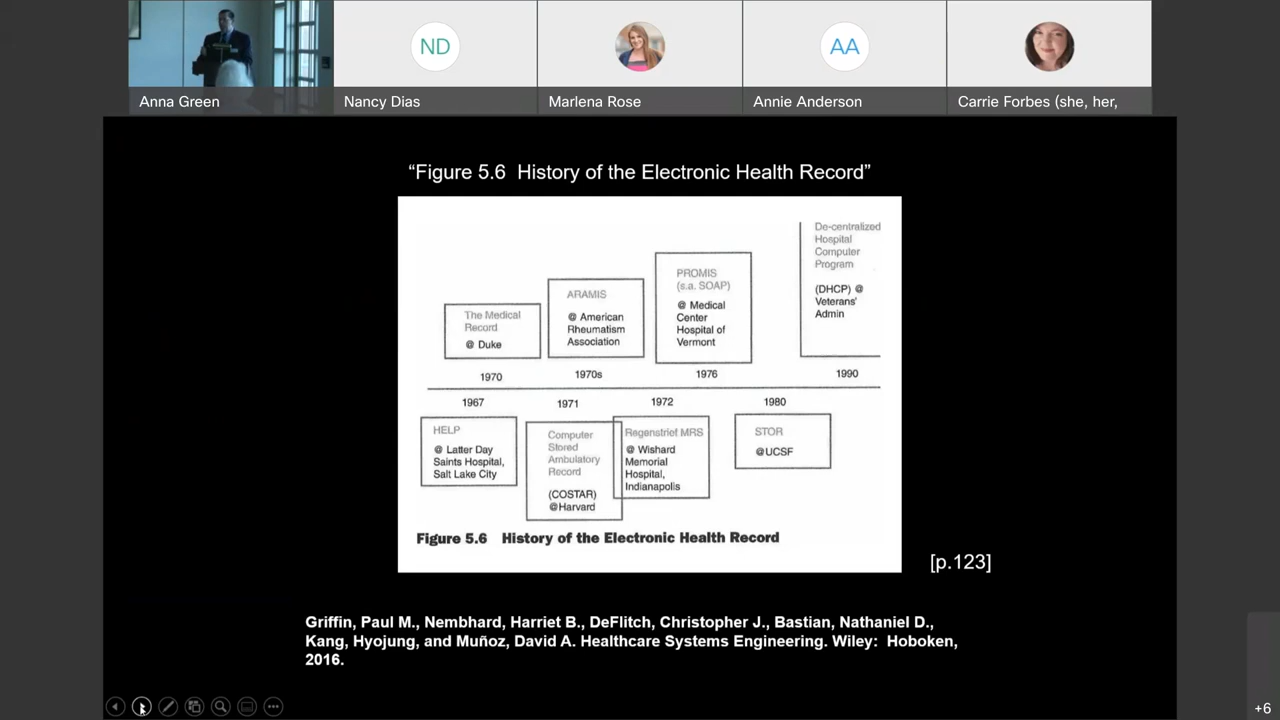 ND
AA
Anna Green
Nancy Dias
Marlena Rose
Annie Anderson
Carrie Forbes (she, her,
“Figure 5.6 History of the Electronic Health Record”
The Medical
Record
@ Duke
ARAMIS
@ American
Rheumatism
Association
PROMIS
(s.a. SOAP)
@ Medical
Center
Hospital of
Vermont
De-centralized
Hospital
Computer
Program
(DHCP) @
Veterans'
Admin
1970
1970s
1976
1990
1967
1971
1972
1980
HELP
@ Latter Day
Saints Hospital,
Salt Lake City
Computer
Stored
Ambulatory
Record
(COSTAR)
@Harvard
Regenstrief MRS
@ Wishard
Memorial
Hospital,
Indianapolis
STOR
@UCSF
Figure 5.6 History of the Electronic Health Record
[p.123]
Griffin, Paul M., Nembhard, Harriet B., DeFlitch, Christopher J., Bastian, Nathaniel D.,
Kang, Hyojung, and Muñoz, David A. Healthcare Systems Engineering. Wiley: Hoboken,
2016.
+6